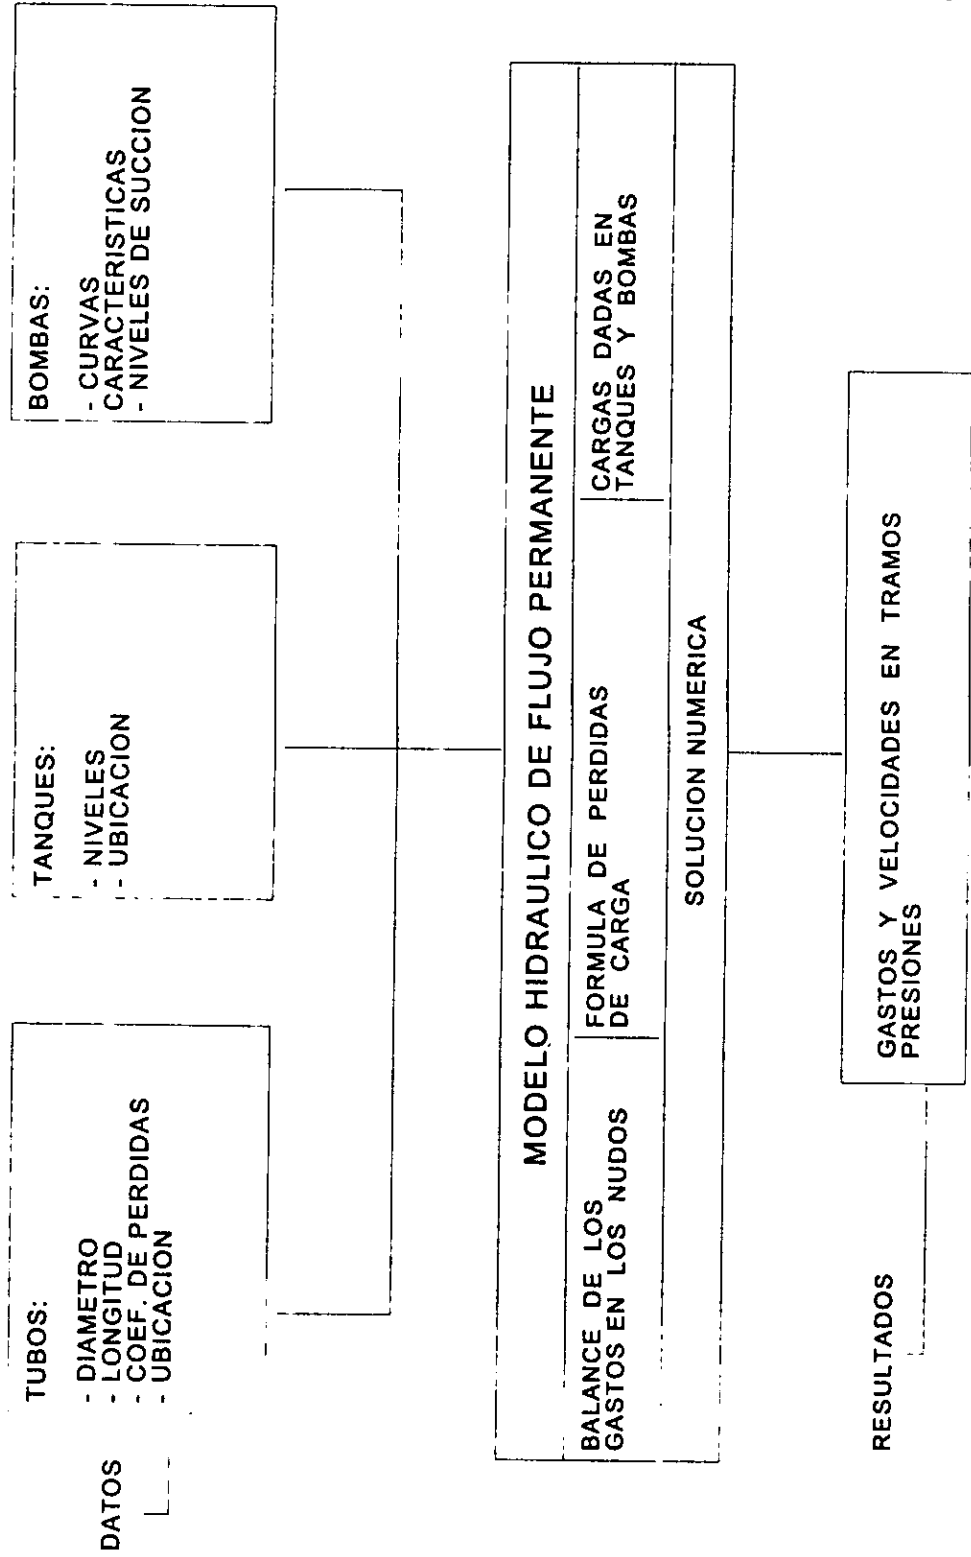 DATOS
TUBOS:
- DIAMETRO
- LONGITUD
- COEF. DE PERDIDAS
- UBICACION
TANQUES:
- NIVELES
- UBICACION
BOMBAS:
- CURVAS
CARACTERISTICAS
- NIVELES DE SUCCION
MODELO HIDRAULICO DE FLUJO PERMANENTE
BALANCE DE LOS
GASTOS EN LOS NUDOS
FORMULA DE PERDIDAS
DE CARGA
CARGAS DADAS EN
TANQUES Y BOMBAS
SOLUCION NUMERICA
RESULTADOS
GASTOS Y VELOCIDADES EN TRAMOS
PRESIONES